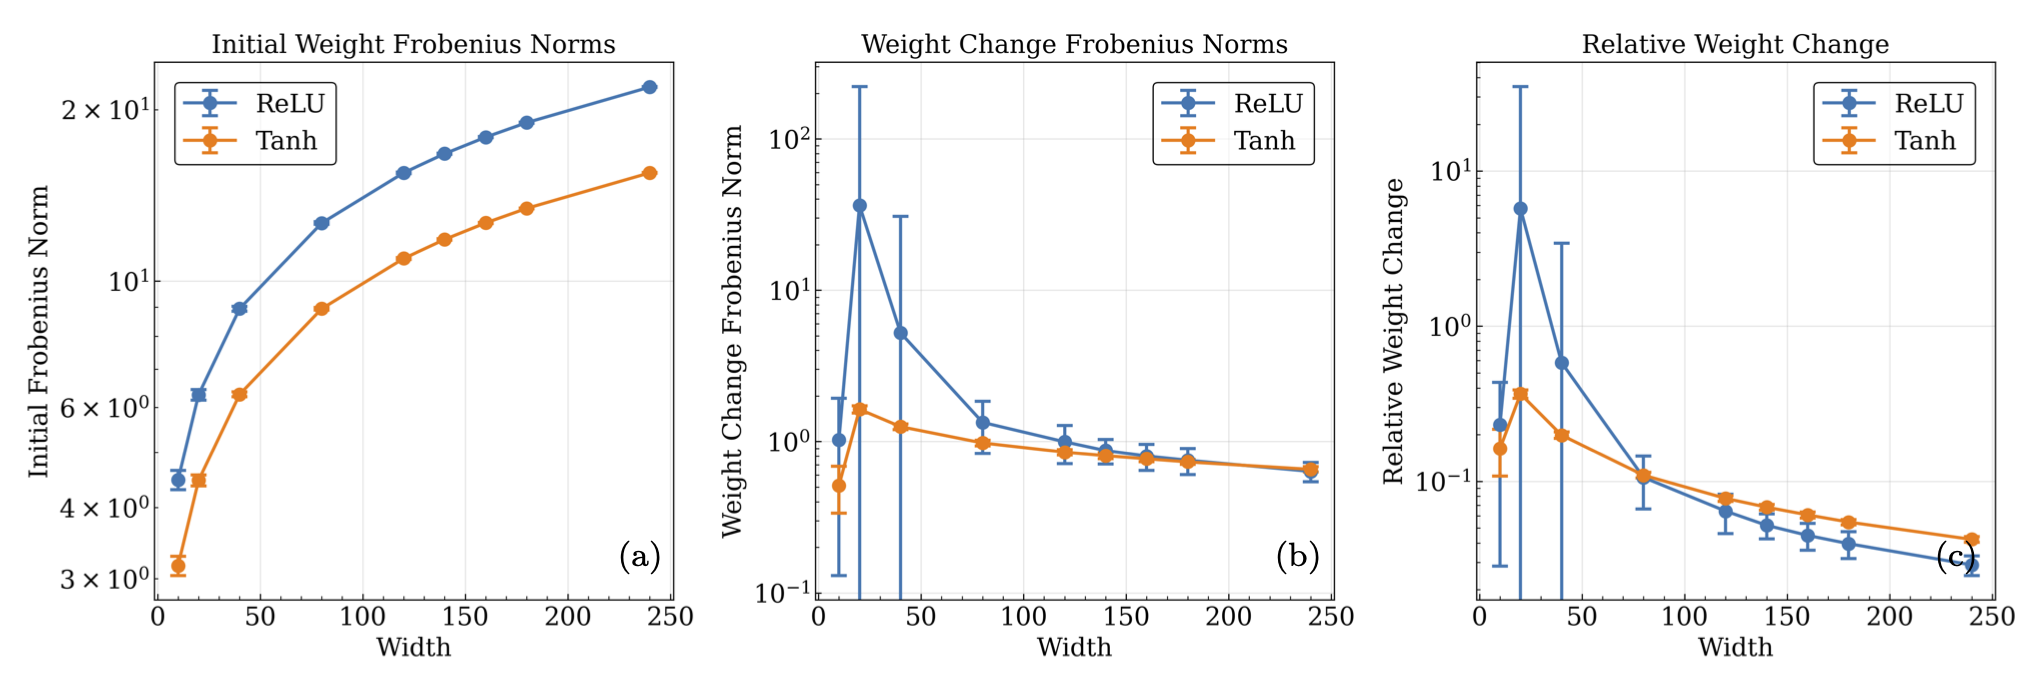 Initial Weight Frobenius Norms
Initial Frobenius Norm
2 × 10¹
10¹
6 × 10⁰
4 × 10⁰
3 × 10⁰
ReLU
Tanh
(a)
0 50 100 150 200 250
Width
Weight Change Frobenius Norms
Weight Change Frobenius Norm
10²
10¹
10⁰
10⁻¹
ReLU
Tanh
(b)
0 50 100 150 200 250
Width
Relative Weight Change
Relative Weight Change
10¹
10⁰
10⁻¹
ReLU
Tanh
(c)
0 50 100 150 200 250
Width